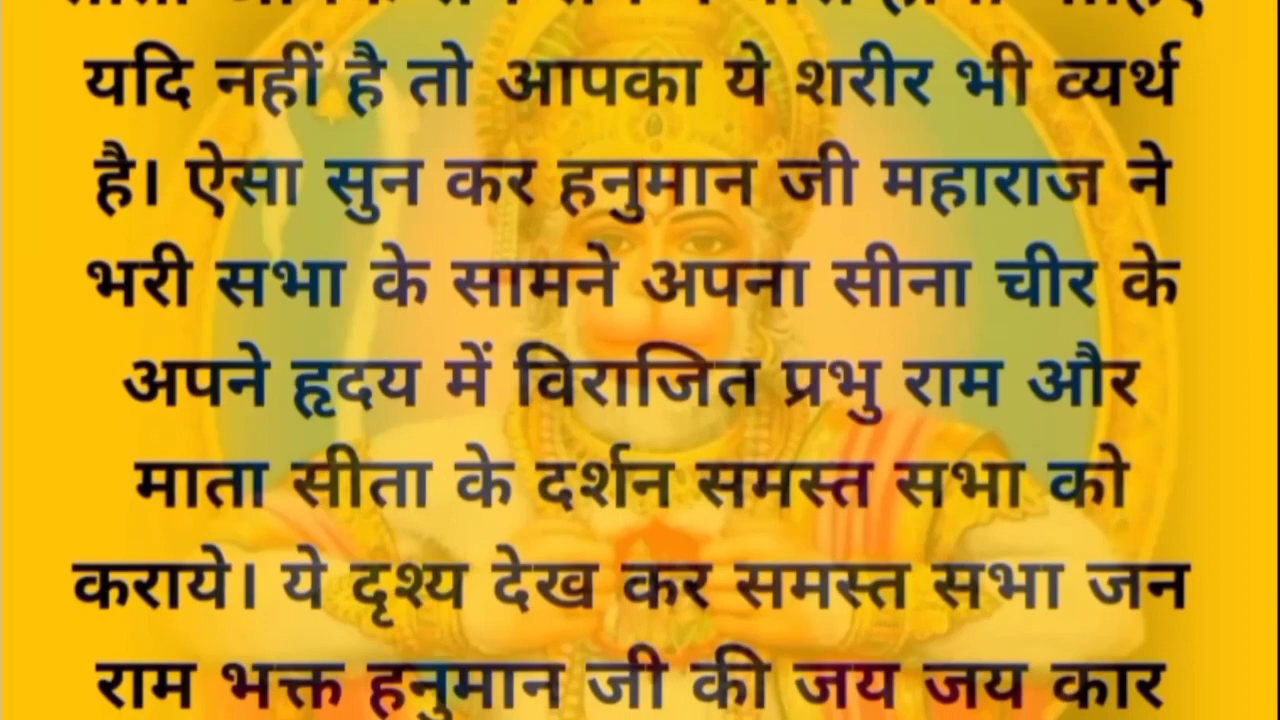 यदि नहीं है तो आपका ये शरीर भी व्यर्थ
है। ऐसा सुन कर हनुमान जी महाराज ने
भरी सभा के सामने अपना सीना चीर के
अपने हृदय में विराजित प्रभु राम और
माता सीता के दर्शन समस्त सभा को
कराये। ये दृश्य देख कर समस्त सभा जन
राम भक्त हनुमान जी की जय जय कार